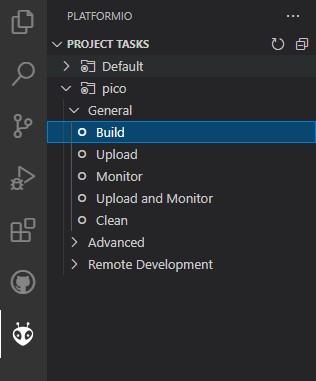 PLATFORMIO
PROJECT TASKS
Default
pico
General
Build
Upload
Monitor
Upload and Monitor
Clean
Advanced
Remote Development